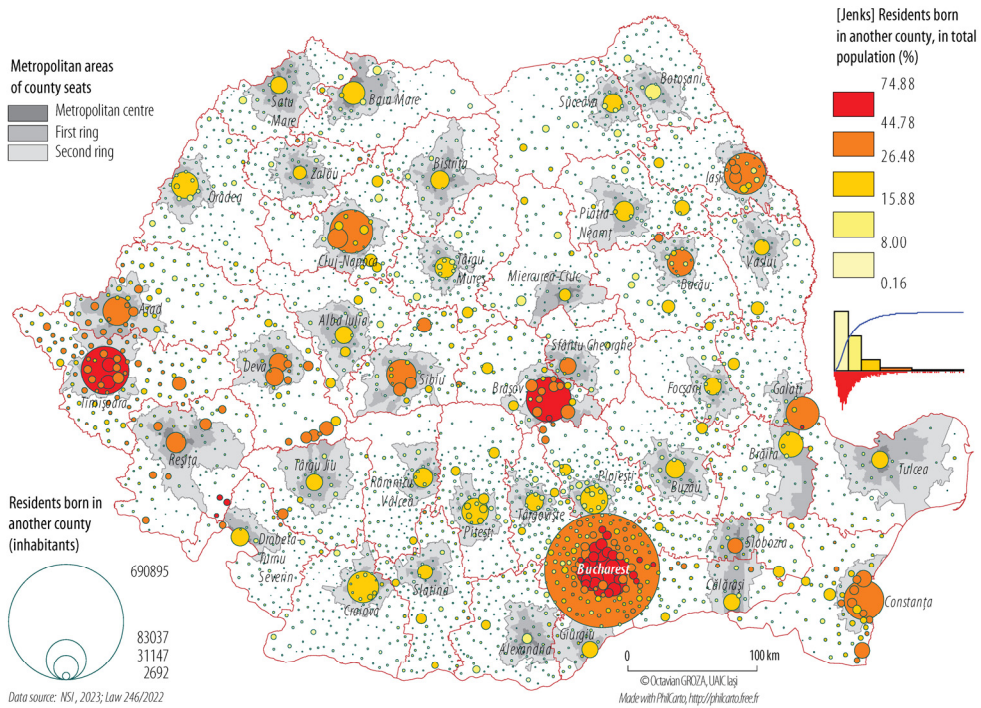 [Jenks] Residents born
in another county, in total
population (%)
74.88
44.78
26.48
15.88
8.00
0.16
Metropolitan areas
of county seats
Metropolitan centre
First ring
Second ring
Satu
Mare
Baia Mare
Suceava
Botoșani
Oradea
Zalău
Bistrița
Iași
Piatra-
Neamț
Cluj-Napoca
Târgu
Mureș
Miercurea-Ciuc
Bacău
Vaslui
Arad
Alba Iulia
Timișoara
Deva
Sibiu
Sfântu Gheorghe
Brașov
Focșani
Galați
Reșița
Târgu Jiu
Râmnicu
Vâlcea
Ploiești
Buzău
Brăila
Tulcea
Pitești
Târgoviște
Drobeta-
Turnu
Severin
Bucharest
Slobozia
Craiova
Slatina
Călărași
Constanța
Alexandria
Giurgiu
Residents born in
another county
(inhabitants)
690895
83037
31147
2692
0
100 km
© Octavian GROZA, UAIC Iași
Made with PhilCarto, http://philcarto.free.fr
Data source: NSI , 2023; Law 246/2022